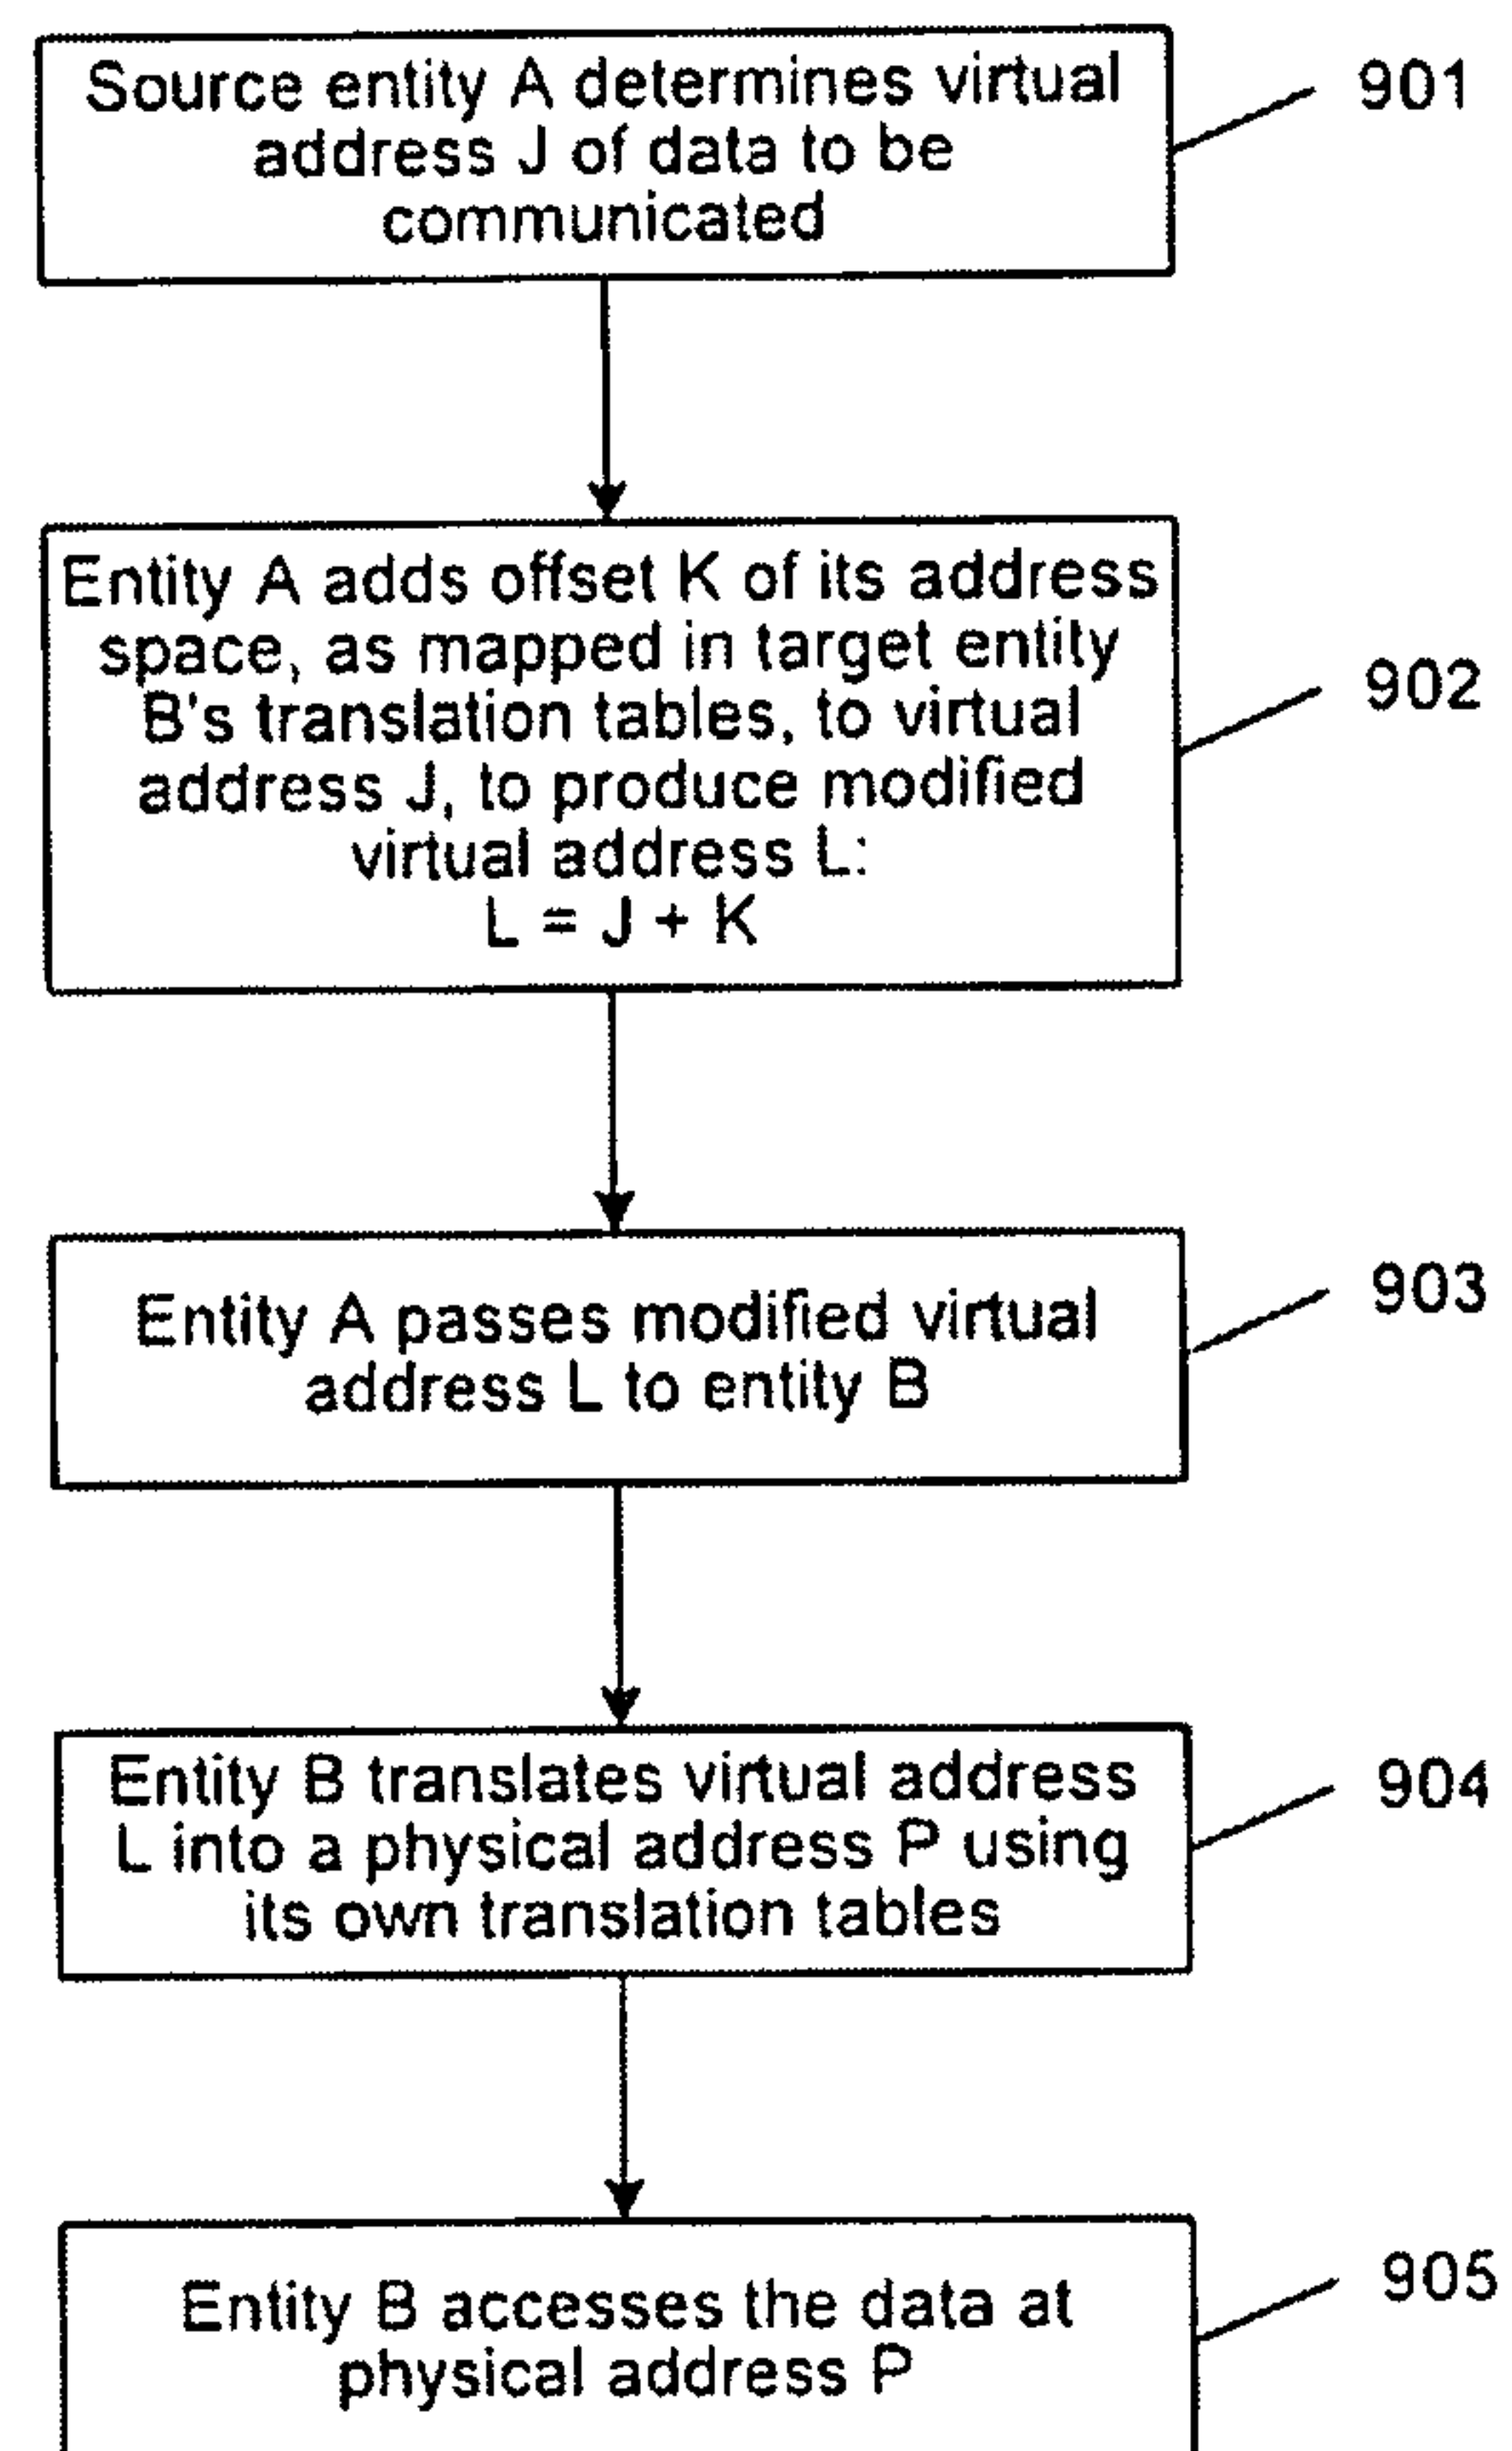 Source entity A determines virtual
address J of data to be
communicated
901
Entity A adds offset K of its address
space, as mapped in target entity
B's translation tables, to virtual
address J, to produce modified
virtual address L:
L = J + K
902
Entity A passes modified virtual
address L to entity B
903
Entity B translates virtual address
L into a physical address P using
its own translation tables
904
Entity B accesses the data at
physical address P
905